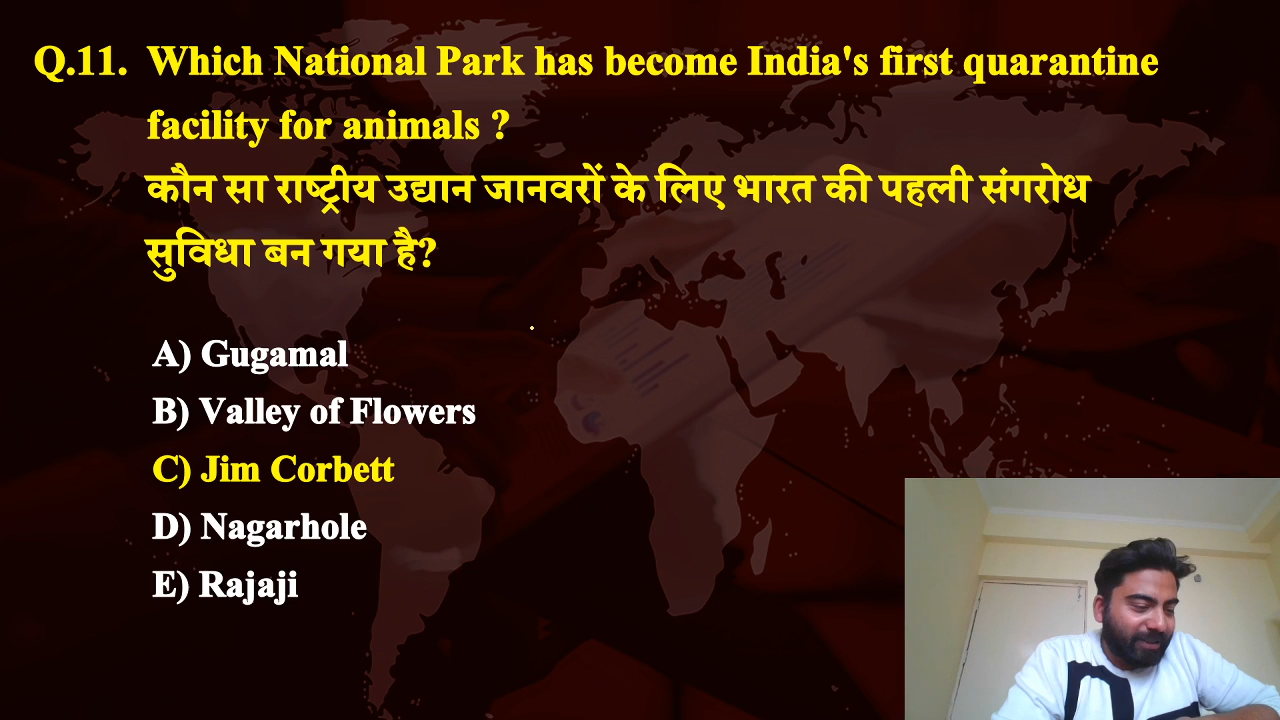 Q.11. Which National Park has become India's first quarantine
facility for animals ?
कौन सा राष्ट्रीय उद्यान जानवरों के लिए भारत की पहली संगरोध
सुविधा बन गया है?
A) Gugamal
B) Valley of Flowers
C) Jim Corbett
D) Nagarhole
E) Rajaji